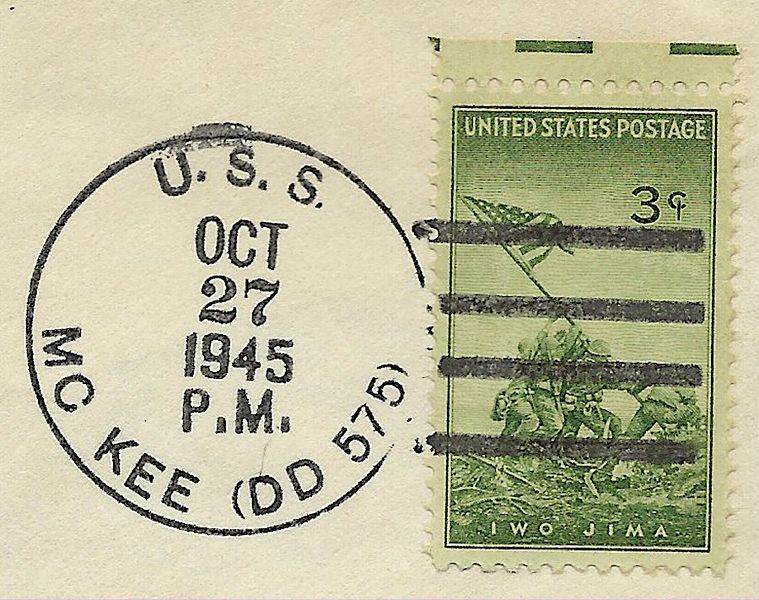 U.S.S.
OCT
27
1945
P.M.
MC KEE (DD 575)
UNITED STATES POSTAGE
3¢
IWO JIMA